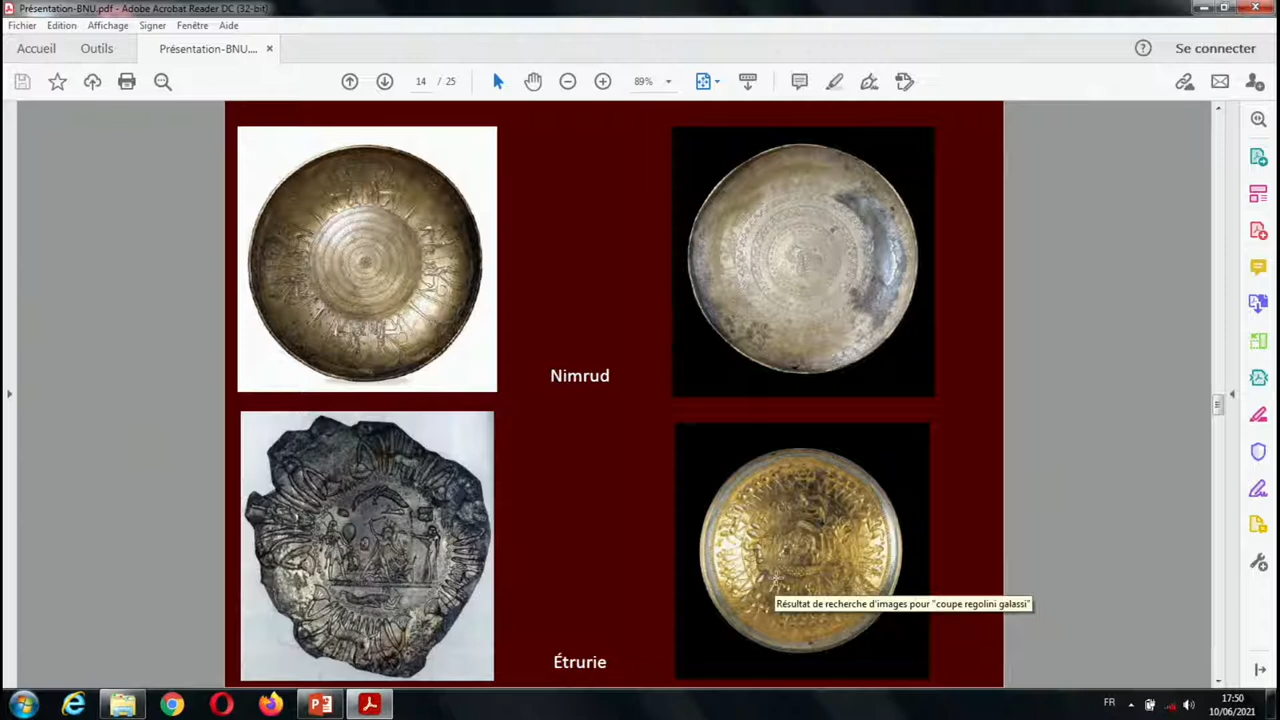 Présentation-BNU.pdf - Adobe Acrobat Reader DC (32-bit)
Fichier Edition Affichage Signer Fenêtre Aide
Accueil Outils Présentation-BNU.... ×
? Se connecter
14 / 25 89%
Nimrud
Résultat de recherche d'images pour "coupe regolini galassi"
Étrurie
FR 17:50
10/06/2021